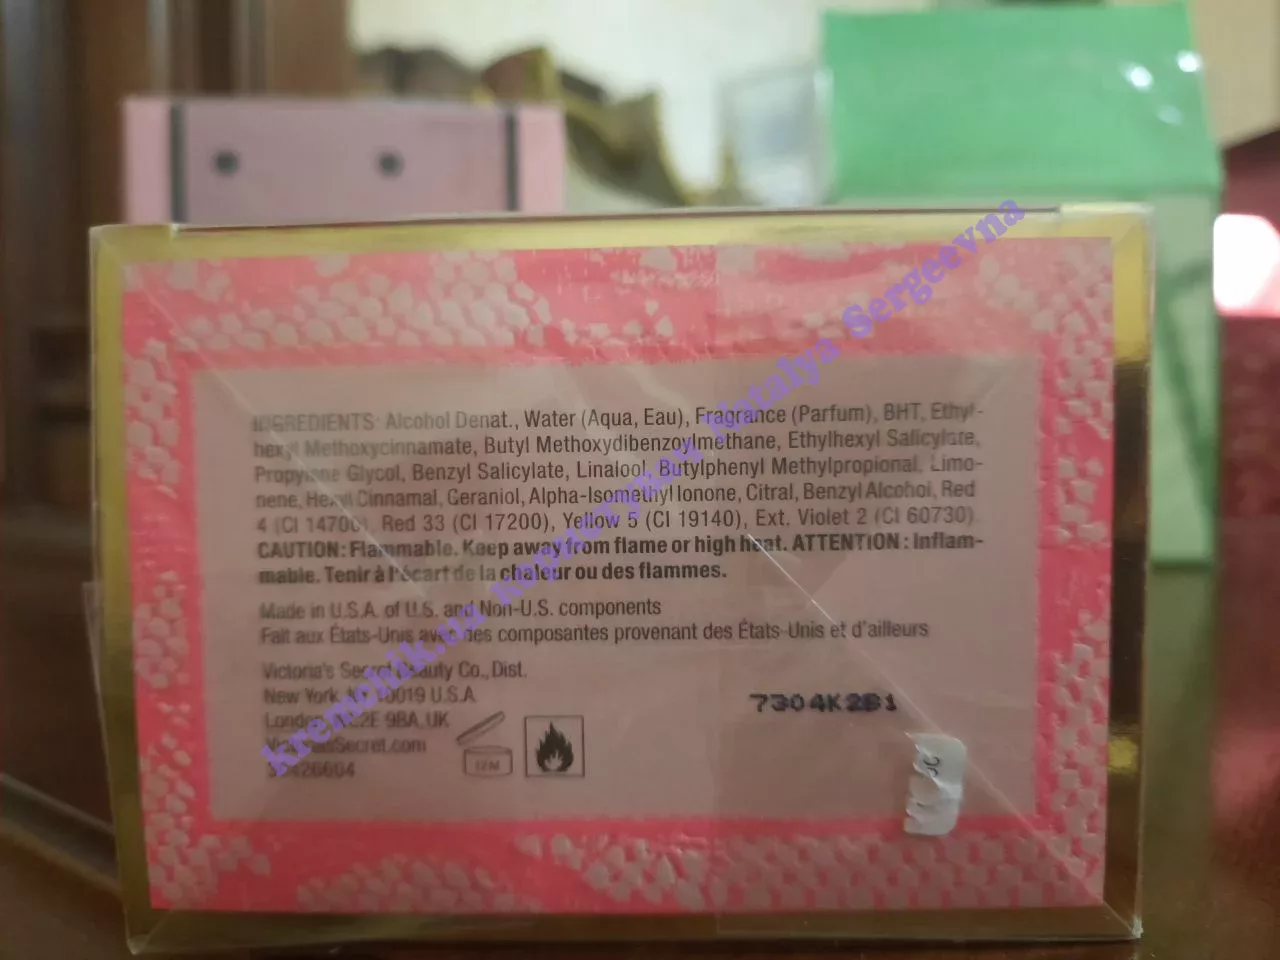 INGREDIENTS: Alcohol Denat., Water (Aqua, Eau), Fragrance (Parfum), BHT, Ethyl-
hexyl Methoxycinnamate, Butyl Methoxydibenzoylmethane, Ethylhexyl Salicylate,
Propylene Glycol, Benzyl Salicylate, Linalool, Butylphenyl Methylpropional, Limo-
nene, Hexyl Cinnamal, Geraniol, Alpha-Isomethyl Ionone, Citral, Benzyl Alcohol, Red
4 (CI 14700), Red 33 (CI 17200), Yellow 5 (CI 19140), Ext. Violet 2 (CI 60730)
CAUTION: Flammable. Keep away from flame or high heat. ATTENTION : Inflam-
mable. Tenir à l'écart de la chaleur ou des flammes.
Made in U.S.A. of U.S. and Non-U.S. components
Fait aux États-Unis avec des composantes provenant des États-Unis et d'ailleurs
Victoria's Secret Beauty Co., Dist.
New York, NY 10019 U.S.A.
London, 9BA, UK
VictoriasSecret.com
7304K2B1
12M
kremchik.ua Natalya Sergeevna